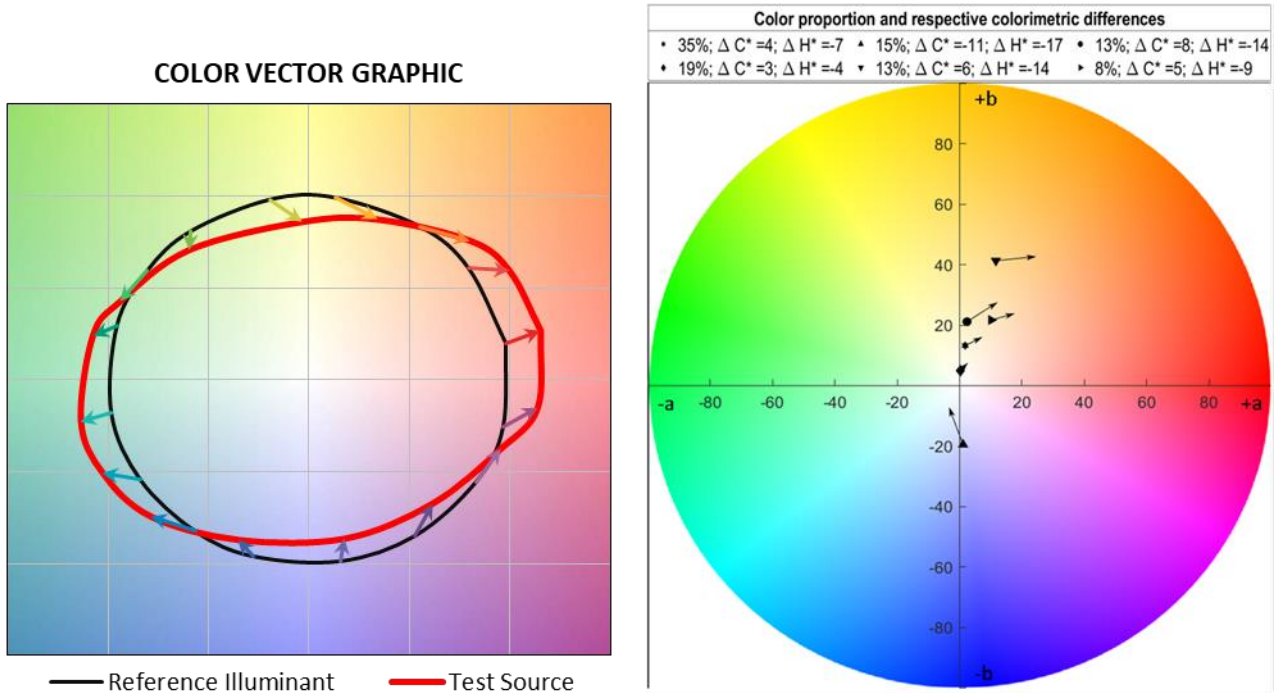 COLOR VECTOR GRAPHIC
Reference Illuminant
Test Source
Color proportion and respective colorimetric differences
35%; Δ C* =4; Δ H* =-7
15%; Δ C* =-11; Δ H* =-17
13%; Δ C* =8; Δ H* =-14
19%; Δ C* =3; Δ H* =-4
13%; Δ C* =6; Δ H* =-14
8%; Δ C* =5; Δ H* =-9
+b
80
60
40
20
-a
-80
-60
-40
-20
20
40
60
80
+a
-20
-40
-60
-80
-b